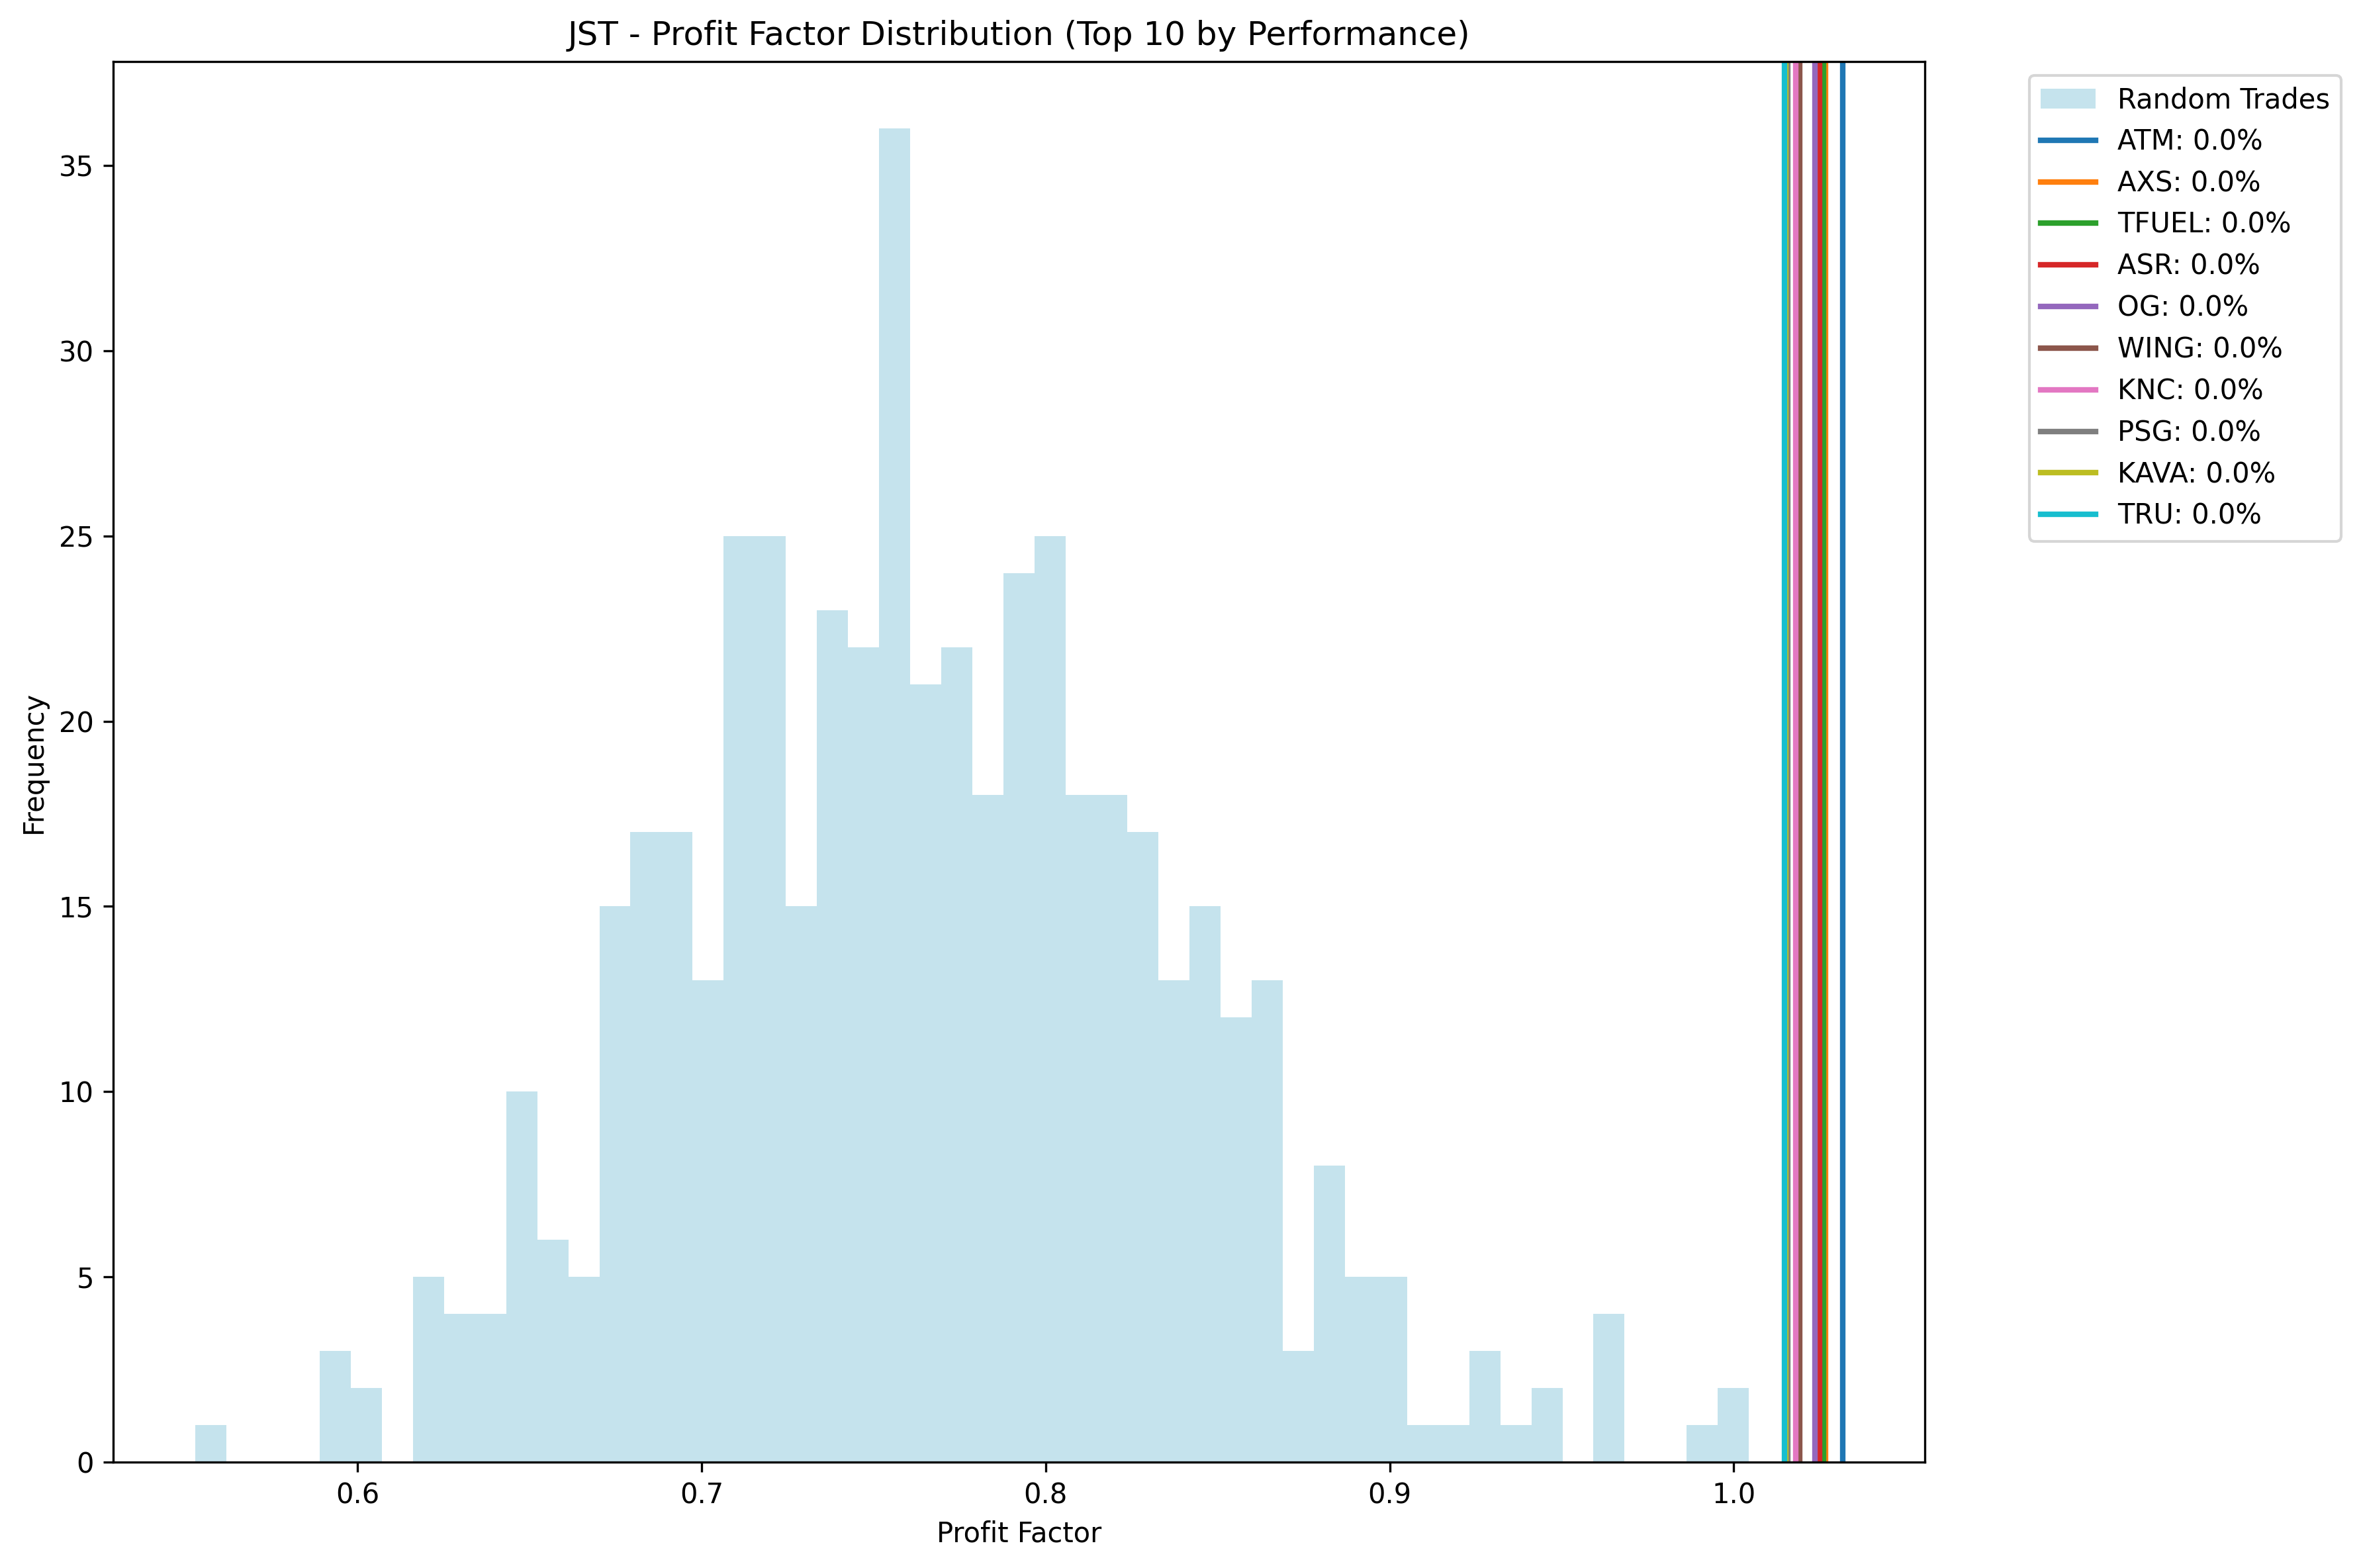 JST - Profit Factor Distribution (Top 10 by Performance)
Frequency
35
30
25
20
15
10
5
0
0.6
0.7
0.8
0.9
1.0
Profit Factor
Random Trades
ATM: 0.0%
AXS: 0.0%
TFUEL: 0.0%
ASR: 0.0%
OG: 0.0%
WING: 0.0%
KNC: 0.0%
PSG: 0.0%
KAVA: 0.0%
TRU: 0.0%